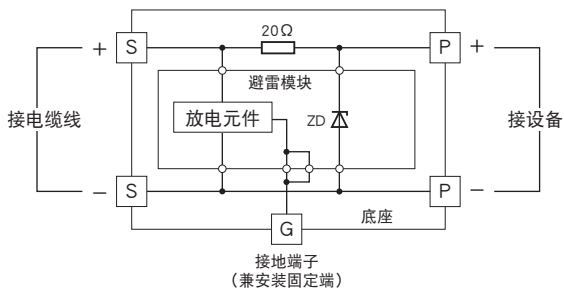 20Ω
+ S P +
避雷模块
放电元件 ZD
接电缆线 接设备
- S P -
底座
G
接地端子
（兼安装固定端）